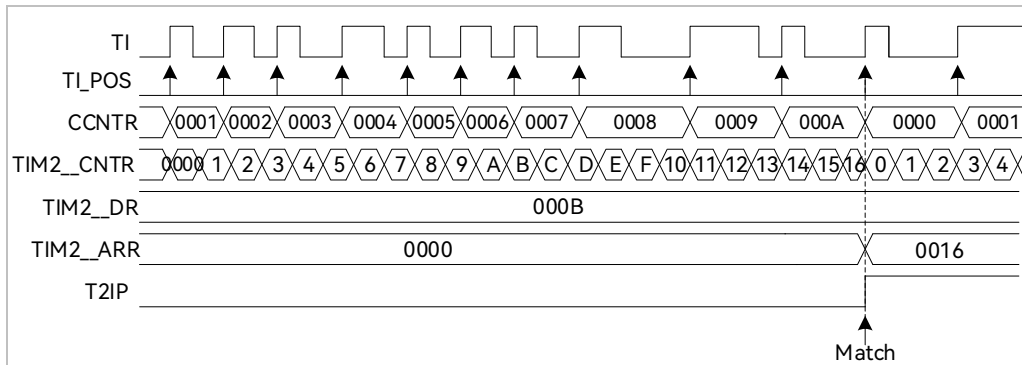 TI
TI_POS
CCNTR 0001 0002 0003 0004 0005 0006 0007 0008 0009 000A 0000 0001
TIM2__CNTR 0000 1 2 3 4 5 6 7 8 9 A B C D E F 10 11 12 13 14 15 16 0 1 2 3 4
TIM2__DR 000B
TIM2__ARR 0000 0016
T2IP
Match